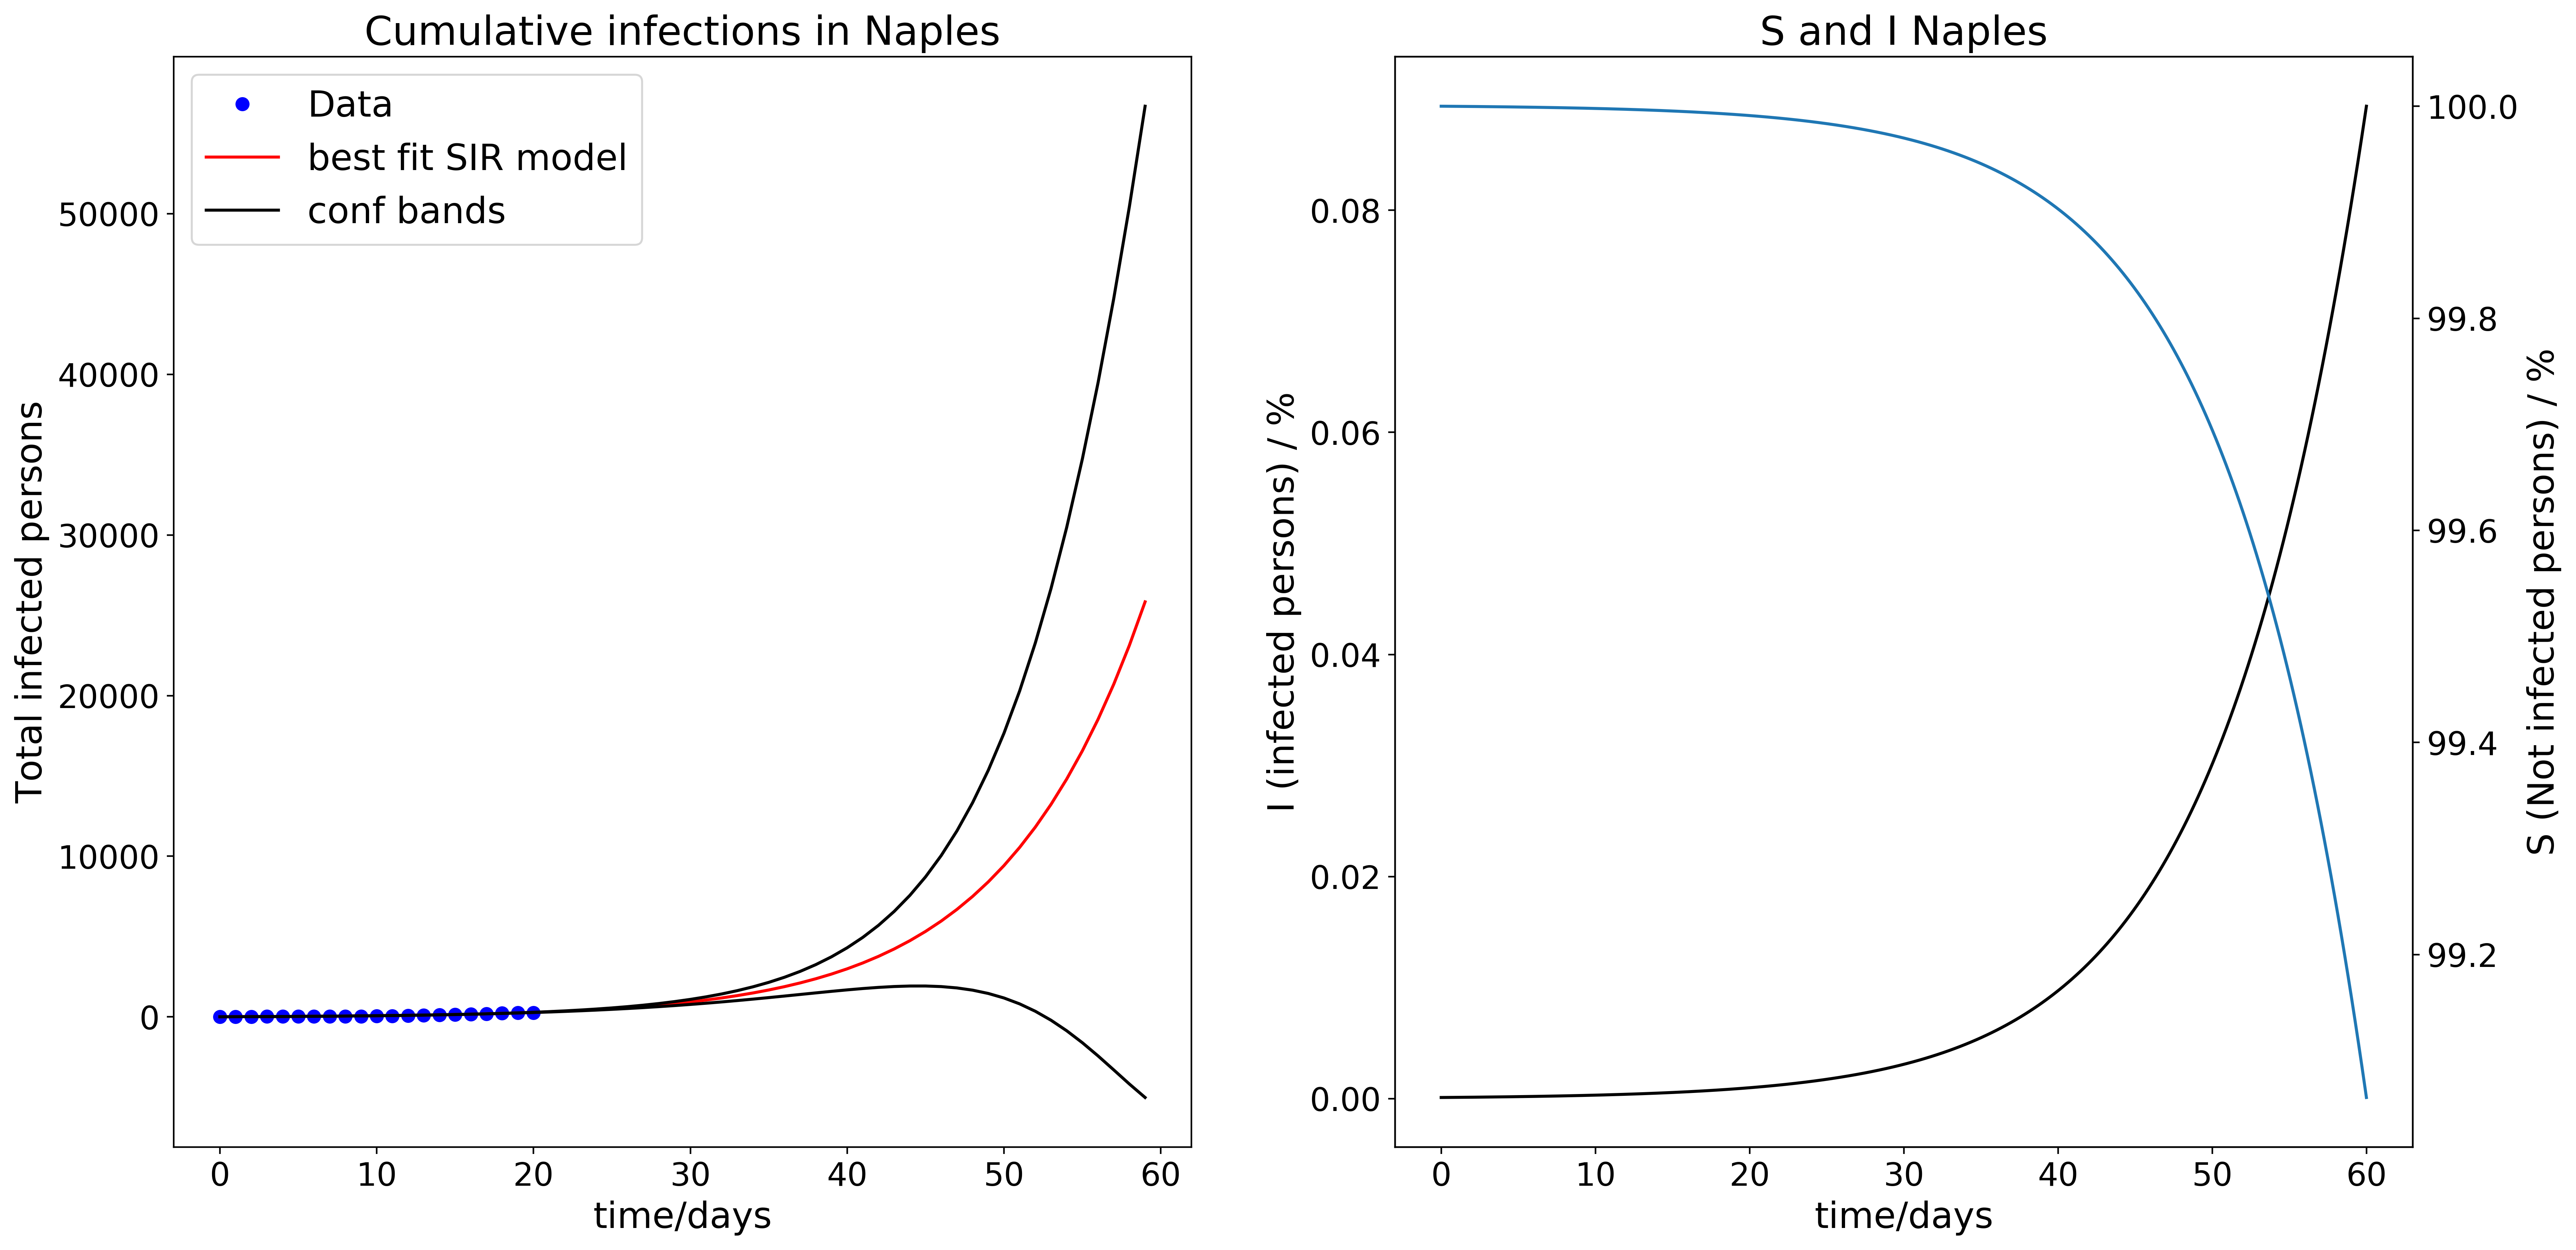 Cumulative infections in Naples
Data
best fit SIR model
conf bands
Total infected persons
50000
40000
30000
20000
10000
0
0 10 20 30 40 50 60
time/days
S and I Naples
I (infected persons) / %
0.08
0.06
0.04
0.02
0.00
0 10 20 30 40 50 60
time/days
100.0
99.8
99.6
99.4
99.2
S (Not infected persons) / %